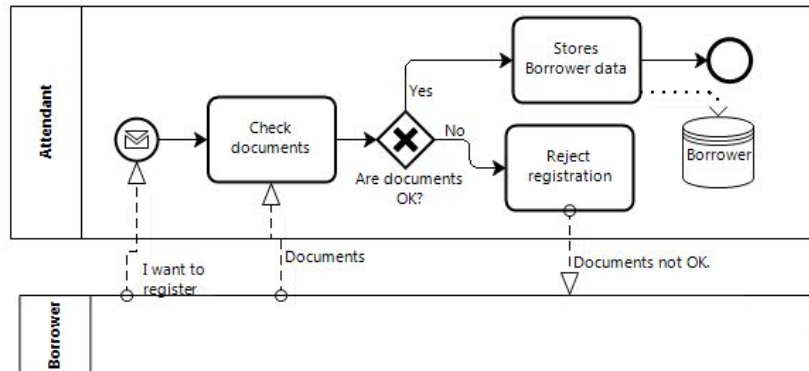 Attendant
Stores
Borrower data
Yes
Check
documents
No
Reject
registration
Borrower
Are documents
OK?
I want to
register
Documents
Documents not OK.
Borrower